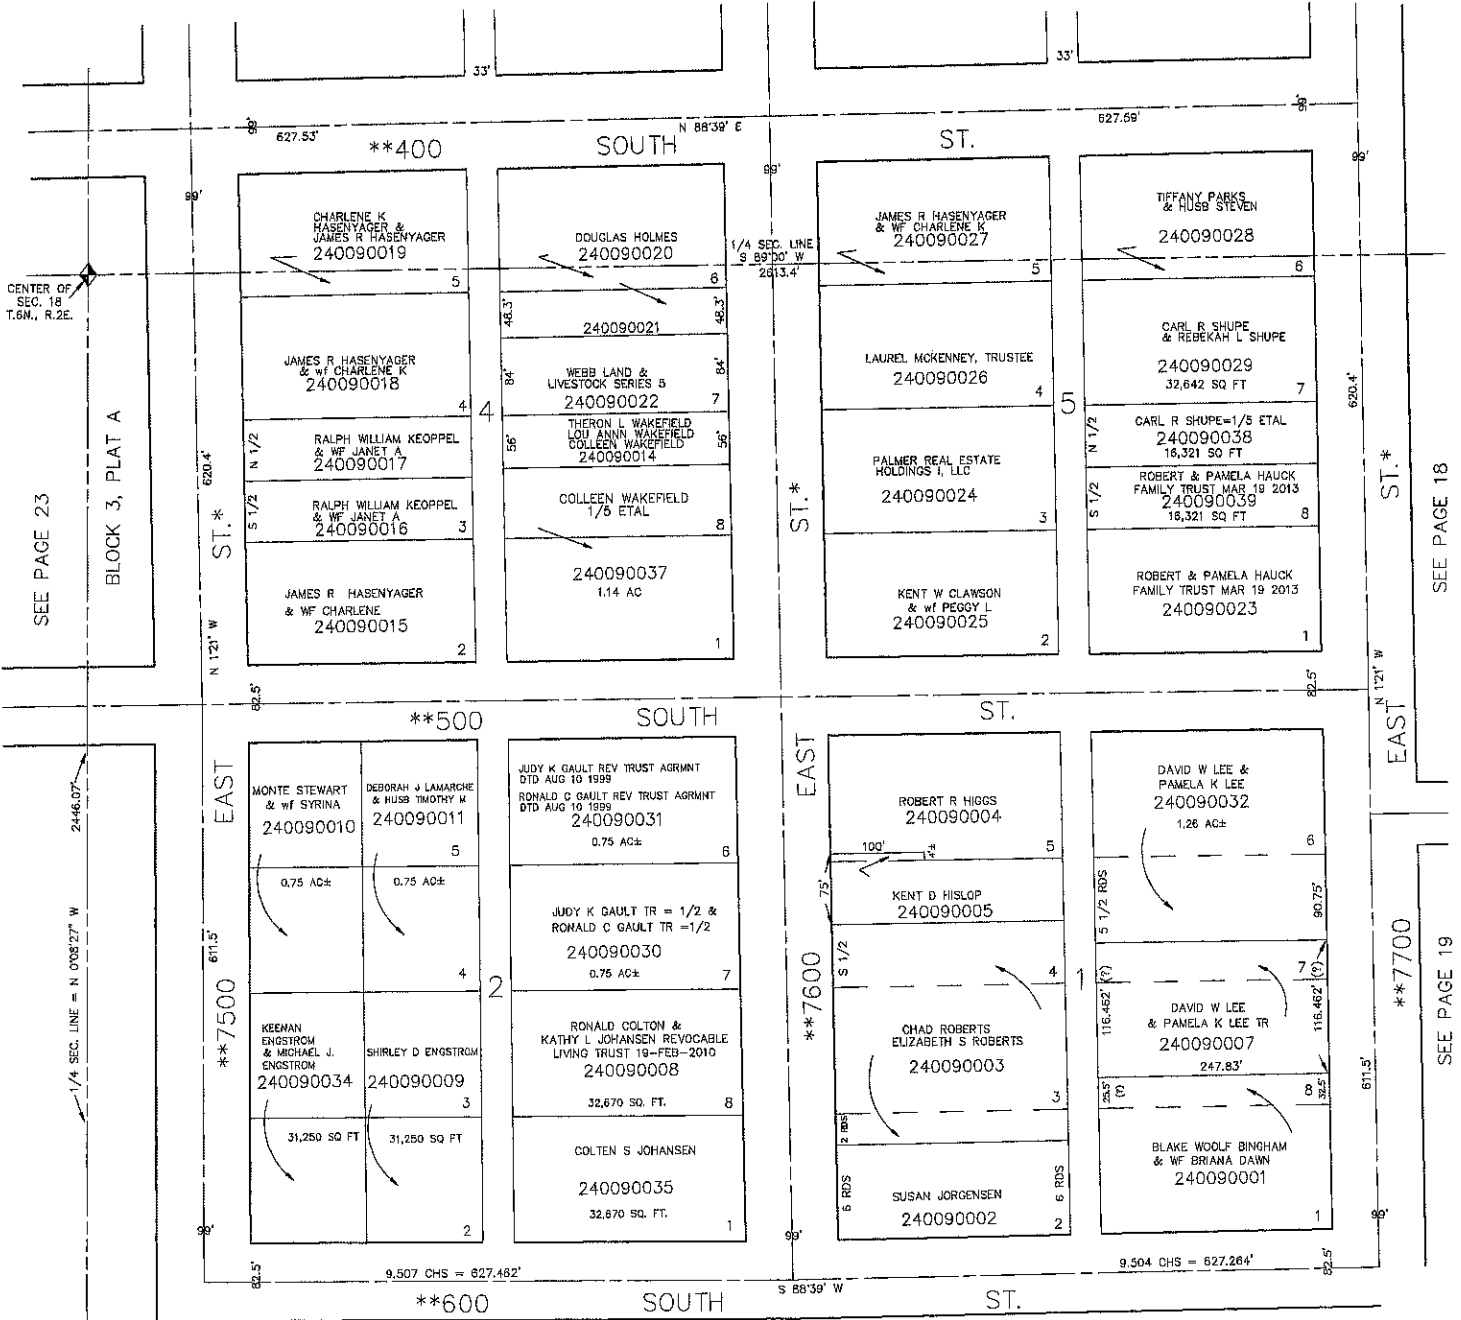 33'
33'
99'
627.53'
N 88°39' E
627.59'
99'
**400 SOUTH ST.
99'
99'
99'
CHARLENE K
HASENYAGER &
JAMES R HASENYAGER
240090019
5
DOUGLAS HOLMES
240090020
6
1/4 SEC. LINE
S 89°00' W
2613.4'
JAMES R HASENYAGER
& WF CHARLENE K
240090027
5
TIFFANY PARKS
& HUSB STEVEN
240090028
6
CENTER OF
SEC. 18
T.6N., R.2E.
48.3'
240090021
48.3'
JAMES R HASENYAGER
& wf CHARLENE K
240090018
4
84'
WEBB LAND &
LIVESTOCK SERIES 5
240090022
84'
7
4
LAUREL MCKENNEY, TRUSTEE
240090026
4
5
CARL R SHUPE
& REBEKAH L SHUPE
240090029
32,642 SQ FT
7
620.4'
N 1/2
RALPH WILLIAM KEOPPEL
& WF JANET A
240090017
56'
THERON L WAKEFIELD
LOU ANNN WAKEFIELD
COLLEEN WAKEFIELD
240090014
56'
PALMER REAL ESTATE
HOLDINGS I, LLC
240090024
3
N 1/2
CARL R SHUPE=1/5 ETAL
240090038
16,321 SQ FT
620.4'
S 1/2
RALPH WILLIAM KEOPPEL
& WF JANET A
240090016
3
COLLEEN WAKEFIELD
1/5 ETAL
8
S 1/2
ROBERT & PAMELA HAUCK
FAMILY TRUST MAR 19 2013
240090039
16,321 SQ FT
8
SEE PAGE 23
BLOCK 3, PLAT A
ST.*
ST.*
ST.*
SEE PAGE 18
JAMES R HASENYAGER
& WF CHARLENE
240090015
2
240090037
1.14 AC
1
KENT W CLAWSON
& wf PEGGY L
240090025
2
ROBERT & PAMELA HAUCK
FAMILY TRUST MAR 19 2013
240090023
1
N 1°21' W
N 1°21' W
82.5'
82.5'
**500 SOUTH ST.
EAST
EAST
EAST
2446.07'
MONTE STEWART
& wf SYRINA
240090010
0.75 AC±
DEBORAH J LAMARCHE
& HUSB TIMOTHY M
240090011
5
0.75 AC±
4
JUDY K GAULT REV TRUST AGRMNT
DTD AUG 10 1999
RONALD C GAULT REV TRUST AGRMNT
DTD AUG 10 1999
240090031
0.75 AC±
6
ROBERT R HIGGS
240090004
5
100'
4'±
75'
KENT D HISLOP
240090005
DAVID W LEE &
PAMELA K LEE
240090032
1.26 AC±
6
5 1/2 RDS
90.75'
JUDY K GAULT TR = 1/2 &
RONALD C GAULT TR =1/2
240090030
0.75 AC±
7
2
S 1/2
4
1
7
611.5'
1/4 SEC. LINE = N 0°08'27" W
**7500
**7600
**7700
SEE PAGE 19
KEENAN
ENGSTROM
& MICHAEL J.
ENGSTROM
240090034
31,250 SQ FT
SHIRLEY D ENGSTROM
240090009
3
31,250 SQ FT
2
RONALD COLTON &
KATHY L JOHANSEN REVOCABLE
LIVING TRUST 19-FEB-2010
240090008
32,670 SQ. FT.
8
CHAD ROBERTS
ELIZABETH S ROBERTS
240090003
3
116.462' (?)
116.462' (?)
DAVID W LEE
& PAMELA K LEE TR
240090007
247.83'
25.5'
(?)
8
32.5'
611.5'
COLTEN S JOHANSEN
240090035
32,670 SQ. FT.
1
2 RDS
6 RDS
SUSAN JORGENSEN
240090002
6 RDS
2
BLAKE WOOLF BINGHAM
& WF BRIANA DAWN
240090001
1
99'
99'
99'
82.5'
9.507 CHS = 627.462'
S 88°39' W
9.504 CHS = 627.264'
82.5'
**600 SOUTH ST.